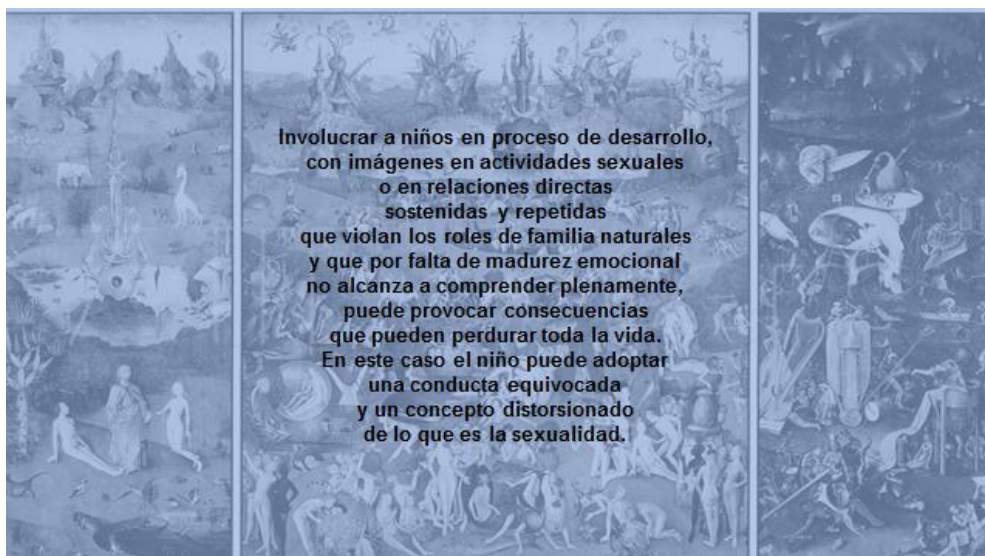 Involucrar a niños en proceso de desarrollo,
con imágenes en actividades sexuales
o en relaciones directas
sostenidas y repetidas
que violan los roles de familia naturales
y que por falta de madurez emocional
no alcanza a comprender plenamente,
puede provocar consecuencias
que pueden perdurar toda la vida.
En este caso el niño puede adoptar
una conducta equivocada
y un concepto distorsionado
de lo que es la sexualidad.